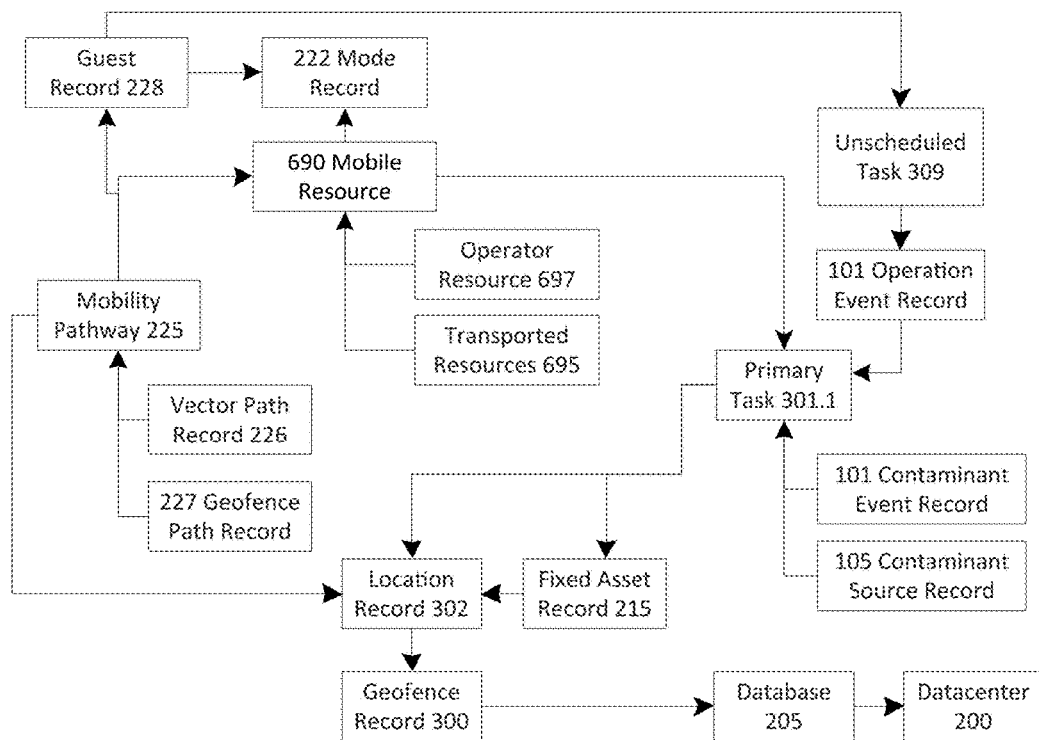 Guest
Record 228
222 Mode
Record
690 Mobile
Resource
Unscheduled
Task 309
Operator
Resource 697
101 Operation
Event Record
Mobility
Pathway 225
Transported
Resources 695
Primary
Task 301.1
Vector Path
Record 226
101 Contaminant
Event Record
227 Geofence
Path Record
105 Contaminant
Source Record
Location
Record 302
Fixed Asset
Record 215
Geofence
Record 300
Database
205
Datacenter
200